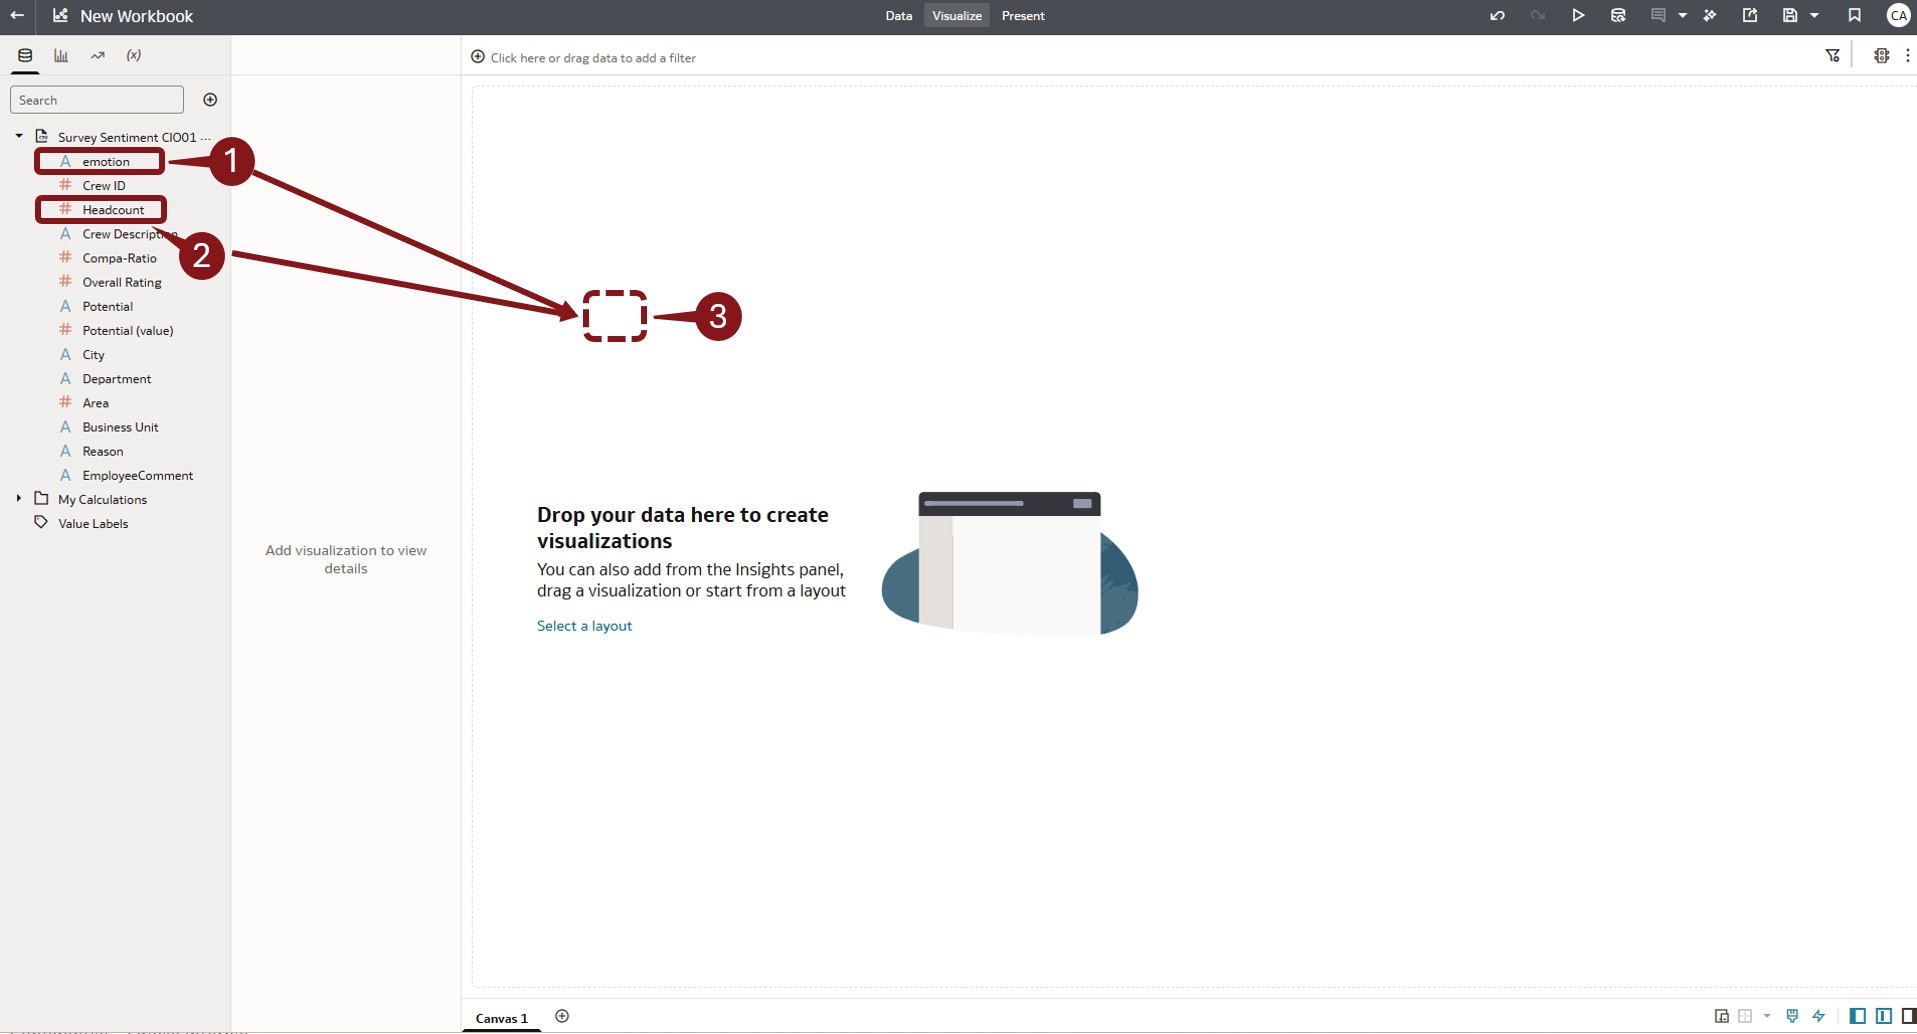 New Workbook
Data Visualize Present
CA
(x)
Click here or drag data to add a filter
Search
Survey Sentiment CIO01 ...
emotion
1
Crew ID
Headcount
Crew Description
2
Compa-Ratio
Overall Rating
Potential
3
Potential (value)
City
Department
Area
Business Unit
Reason
EmployeeComment
My Calculations
Value Labels
Add visualization to view
details
Drop your data here to create
visualizations
You can also add from the Insights panel,
drag a visualization or start from a layout
Select a layout
Canvas 1